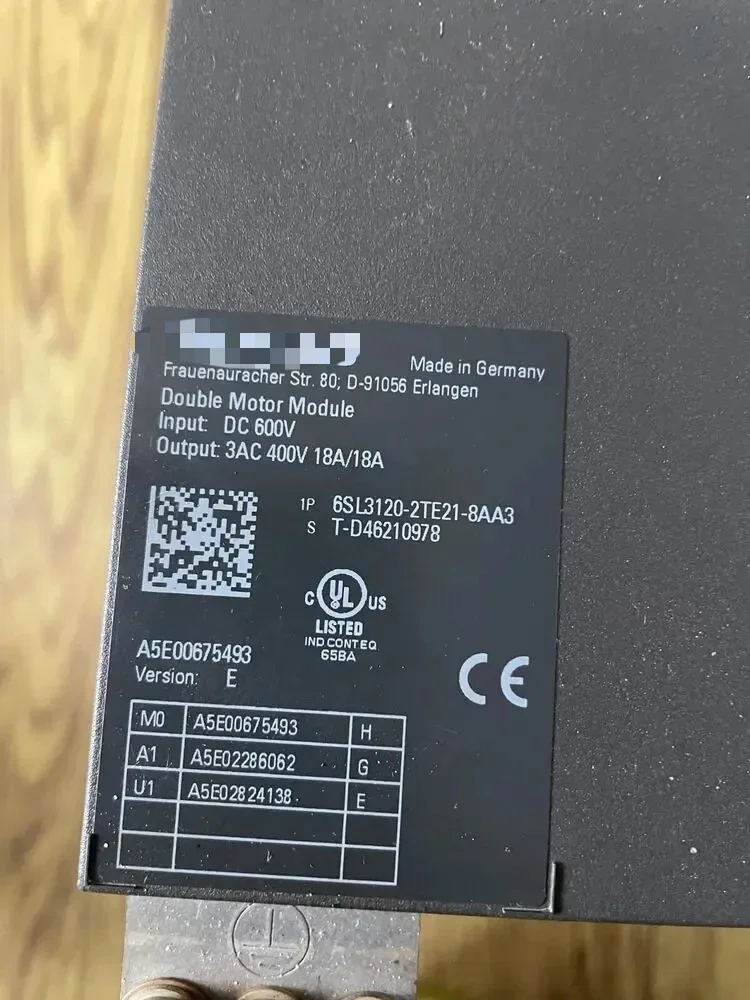 Made in Germany
Frauenauracher Str. 80; D-91056 Erlangen
Double Motor Module
Input: DC 600V
Output: 3AC 400V 18A/18A
1P 6SL3120-2TE21-8AA3
S T-D46210978
C UL US
LISTED
IND CONT EQ
65BA
A5E00675493
Version: E
CE
M0 A5E00675493 H
A1 A5E02286062 G
U1 A5E02824138 E